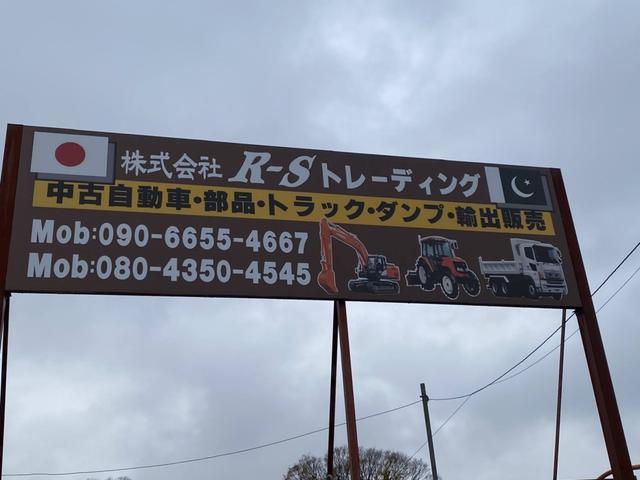 株式会社 R-S トレーディング
中古自動車・部品・トラック・ダンプ・輸出販売
Mob:090-6655-4667
Mob:080-4350-4545